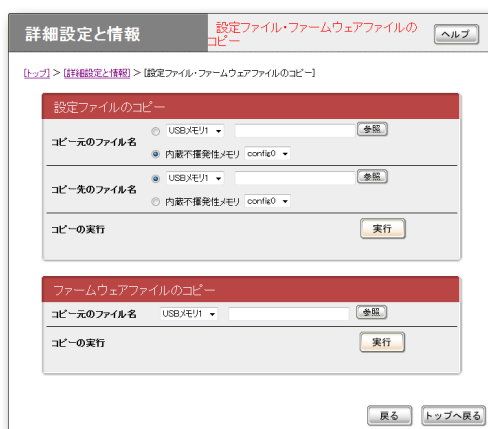 詳細設定と情報
設定ファイル・ファームウェアファイルの
コピー
ヘルプ
[トップ] > [詳細設定と情報] > [設定ファイル・ファームウェアファイルのコピー]
設定ファイルのコピー
コピー元のファイル名
USBメモリ1
参照
内蔵不揮発性メモリ config0
コピー先のファイル名
USBメモリ1
参照
内蔵不揮発性メモリ config0
コピーの実行
実行
ファームウェアファイルのコピー
コピー元のファイル名 USBメモリ1 参照
コピーの実行
実行
戻る トップへ戻る